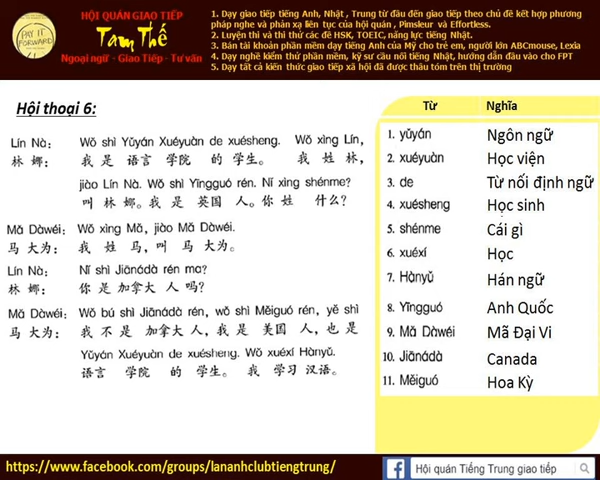 PAY IT
FORWARD
HỘI QUÁN GIAO TIẾP
Tam Thế
Ngoại ngữ - Giao Tiếp - Tư vấn
1. Dạy giao tiếp tiếng Anh, Nhật , Trung từ đầu đến giao tiếp theo chủ đề kết hợp phương
pháp nghe và phản xạ liên tục của hội quán , Pimsleur và Effortless.
2. Luyện thi và thi thử các đề HSK, TOEIC, năng lực tiếng Nhật.
3. Bán tài khoản phần mềm dạy tiếng Anh của Mỹ cho trẻ em, người lớn ABCmouse, Lexia
4. Dạy nghề kiểm thử phần mềm, kỹ sư cầu nối tiếng Nhật, hướng dẫn đầu vào cho FPT
5. Dạy tất cả kiến thức giao tiếp xã hội đã được thâu tóm trên thị trường
Hội thoại 6:
Lín Nà: Wǒ shì Yǔyán Xuéyuàn de xuésheng. Wǒ xìng Lín,
林 娜: 我 是 语言 学院 的 学生。 我 姓 林,
jiào Lín Nà. Wǒ shì Yīngguó rén. Nǐ xìng shénme?
叫 林 娜。我 是 英国 人。你 姓 什么?
Mǎ Dàwéi: Wǒ xìng Mǎ, jiào Mǎ Dàwéi.
马 大为: 我 姓 马, 叫 马 大为。
Lín Nà: Nǐ shì Jiānádà rén ma?
林 娜: 你 是 加拿大 人 吗?
Mǎ Dàwéi: Wǒ bú shì Jiānádà rén, wǒ shì Měiguó rén, yě shì
马 大为: 我 不 是 加拿大 人, 我 是 美国 人, 也 是
Yǔyán Xuéyuàn de xuésheng. Wǒ xuéxí Hànyǔ.
语言 学院 的 学生。 我 学习 汉语。
Từ Nghĩa
1. yǔyán Ngôn ngữ
2. xuéyuàn Học viện
3. de Từ nối định ngữ
4. xuésheng Học sinh
5. shénme Cái gì
6. xuéxí Học
7. Hànyǔ Hán ngữ
8. Yīngguó Anh Quốc
9. Mǎ Dàwéi Mã Đại Vi
10. Jiānádà Canada
11. Měiguó Hoa Kỳ
https://www.facebook.com/groups/lananhclubtiengtrung/
f Hội quán Tiếng Trung giao tiếp